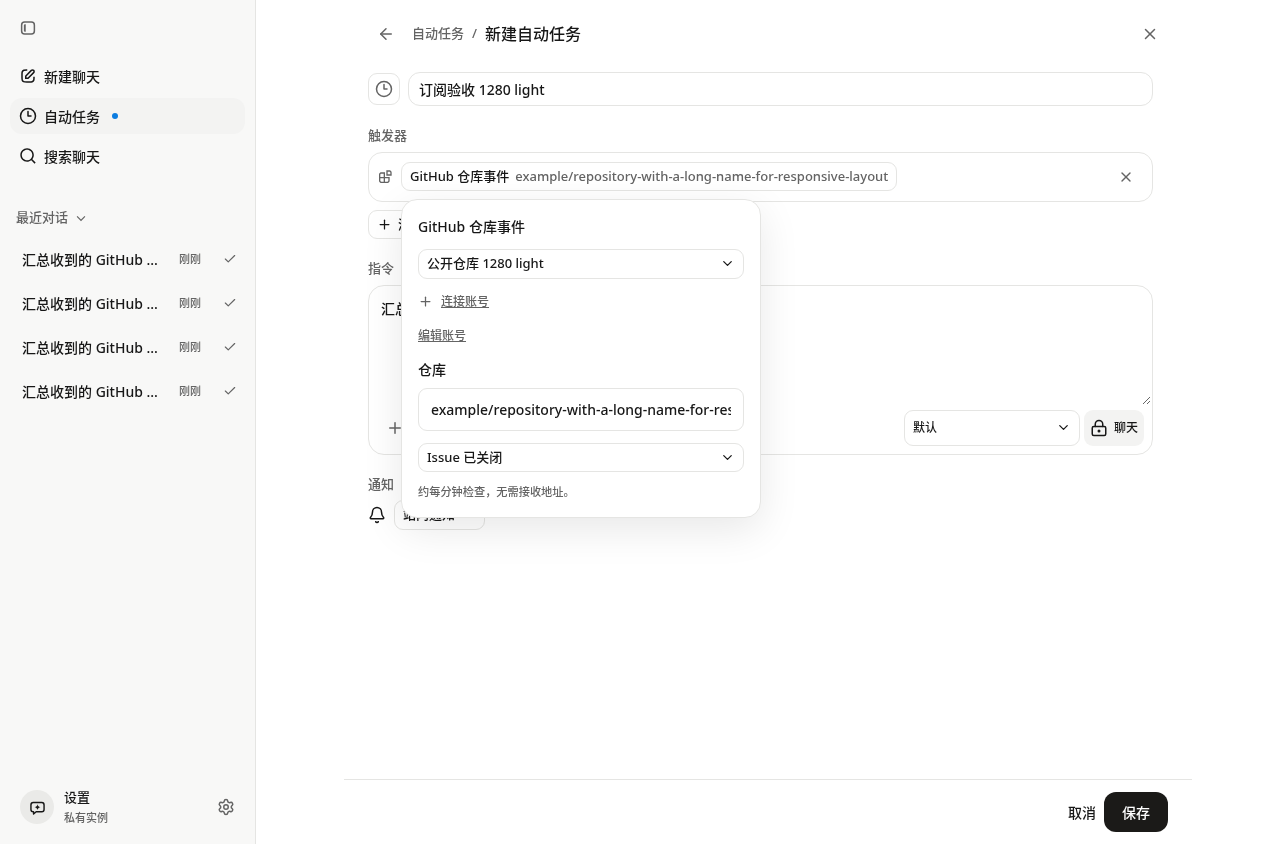 新建聊天
自动任务
搜索聊天
最近对话
汇总收到的 GitHub ... 刚刚
汇总收到的 GitHub ... 刚刚
汇总收到的 GitHub ... 刚刚
汇总收到的 GitHub ... 刚刚
设置
私有实例
自动任务 / 新建自动任务
订阅验收 1280 light
触发器
GitHub 仓库事件 example/repository-with-a-long-name-for-responsive-layout
GitHub 仓库事件
公开仓库 1280 light
指令
连接账号
编辑账号
仓库
example/repository-with-a-long-name-for-res
Issue 已关闭
约每分钟检查，无需接收地址。
默认
聊天
通知
取消
保存